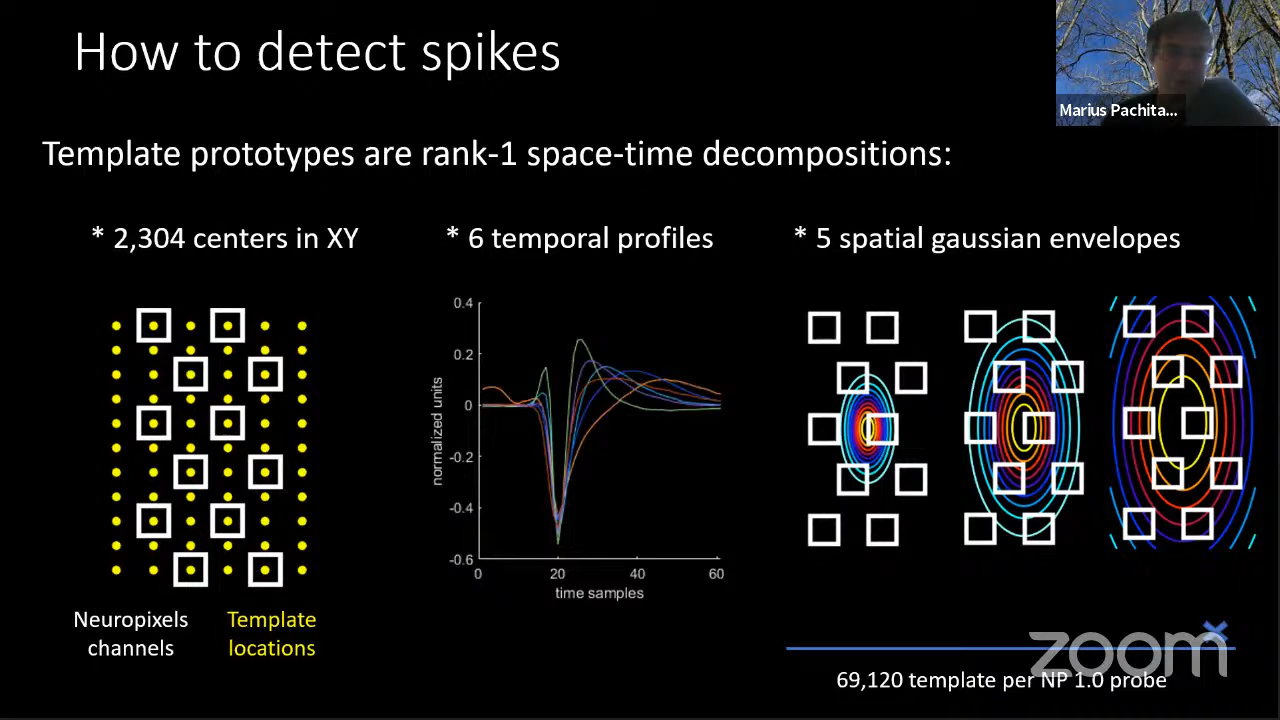 How to detect spikes
Marius Pachita...
Template prototypes are rank-1 space-time decompositions:
* 2,304 centers in XY
* 6 temporal profiles
* 5 spatial gaussian envelopes
0.4
0.2
0
-0.2
-0.4
-0.6
normalized units
0
20
40
60
time samples
Neuropixels
channels
Template
locations
×
zoom
69,120 template per NP 1.0 probe